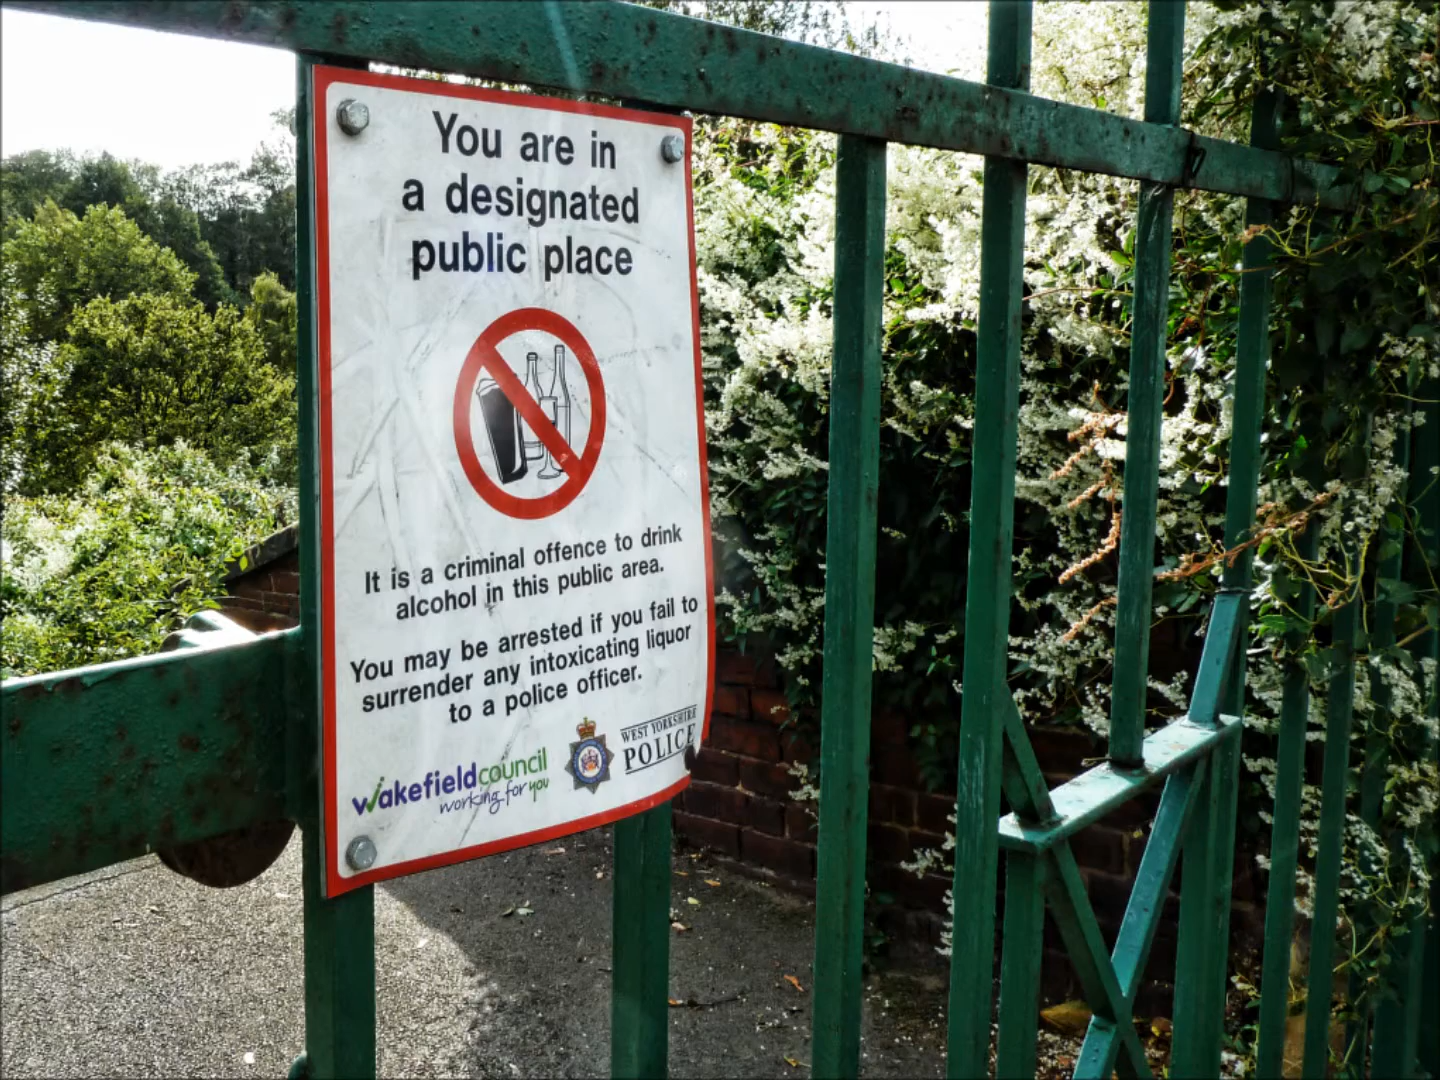 You are in
a designated
public place
It is a criminal offence to drink
alcohol in this public area.
You may be arrested if you fail to
surrender any intoxicating liquor
to a police officer.
wakefieldcouncil
working for you
WEST YORKSHIRE
POLICE